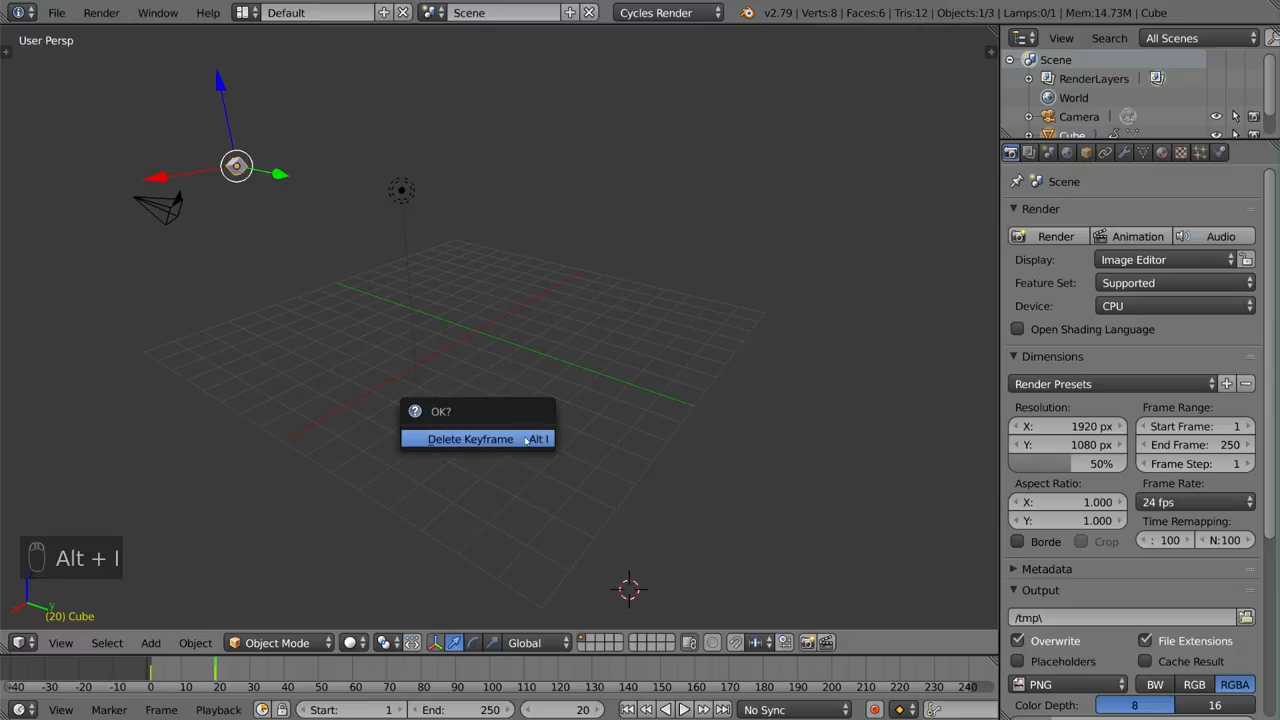 File Render Window Help Default Scene Cycles Render v2.79 | Verts:8 | Faces:6 | Tris:12 | Objects:1/3 | Lamps:0/1 | Mem:14.73M | Cube
User Persp
View Search All Scenes
Scene
RenderLayers
World
Camera
Cube
Scene
Render
Render Animation Audio
Display: Image Editor
Feature Set: Supported
Device: CPU
Open Shading Language
Dimensions
Render Presets
Resolution: Frame Range:
X: 1920 px Start Frame: 1
Y: 1080 px End Frame: 250
50% Frame Step: 1
Aspect Ratio: Frame Rate:
X: 1.000 24 fps
Y: 1.000 Time Remapping:
Borde Crop : 100 N:100
Metadata
Output
/tmp\
Overwrite File Extensions
Placeholders Cache Result
PNG BW RGB RGBA
Color Depth: 8 16
OK?
Delete Keyframe Alt I
Alt + I
z
y
(20) Cube
View Select Add Object Object Mode Global
-40 -30 -20 -10 0 10 20 30 40 50 60 70 80 90 100 110 120 130 140 150 160 170 180 190 200 210 220 230 240
View Marker Frame Playback Start: 1 End: 250 20 No Sync